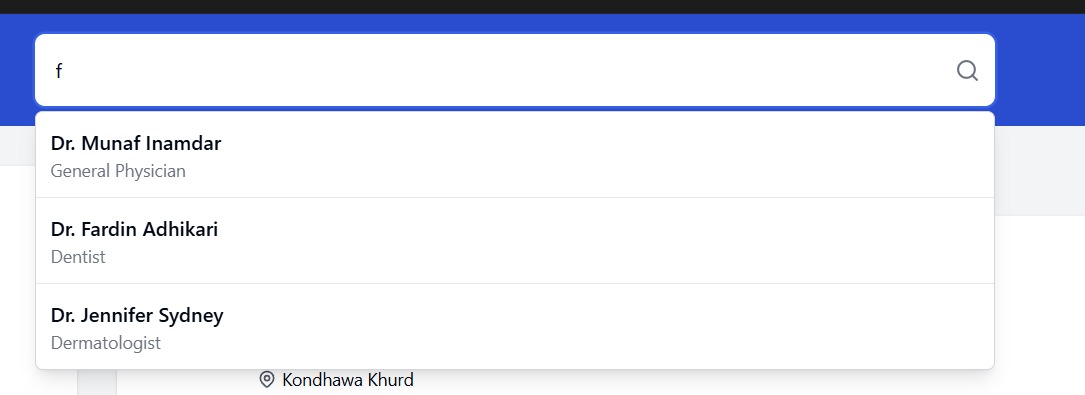 f
Dr. Munaf Inamdar
General Physician
Dr. Fardin Adhikari
Dentist
Dr. Jennifer Sydney
Dermatologist
Kondhawa Khurd